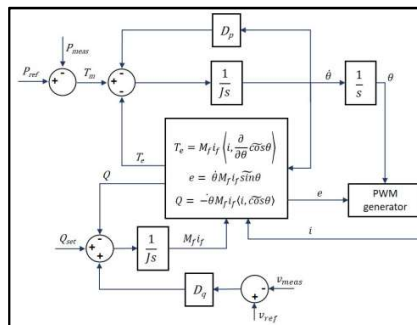 D_p
P_meas
P_ref
T_m
1/Js
θ̇
1/s
θ
T_e
T_e = M_f i_f ⟨i, ∂/∂θ c͠osθ⟩
e = θ̇ M_f i_f s͠inθ
Q = -θ̇ M_f i_f ⟨i, c͠osθ⟩
Q
e
PWM
generator
Q_set
1/Js
M_f i_f
i
D_q
v_meas
v_ref